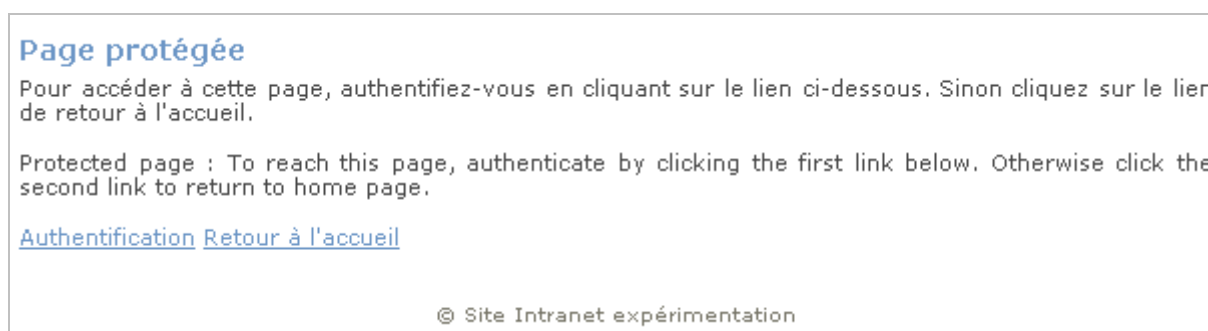 Page protégée
Pour accéder à cette page, authentifiez-vous en cliquant sur le lien ci-dessous. Sinon cliquez sur le lien
de retour à l'accueil.
Protected page : To reach this page, authenticate by clicking the first link below. Otherwise click the
second link to return to home page.
Authentification Retour à l'accueil
© Site Intranet expérimentation